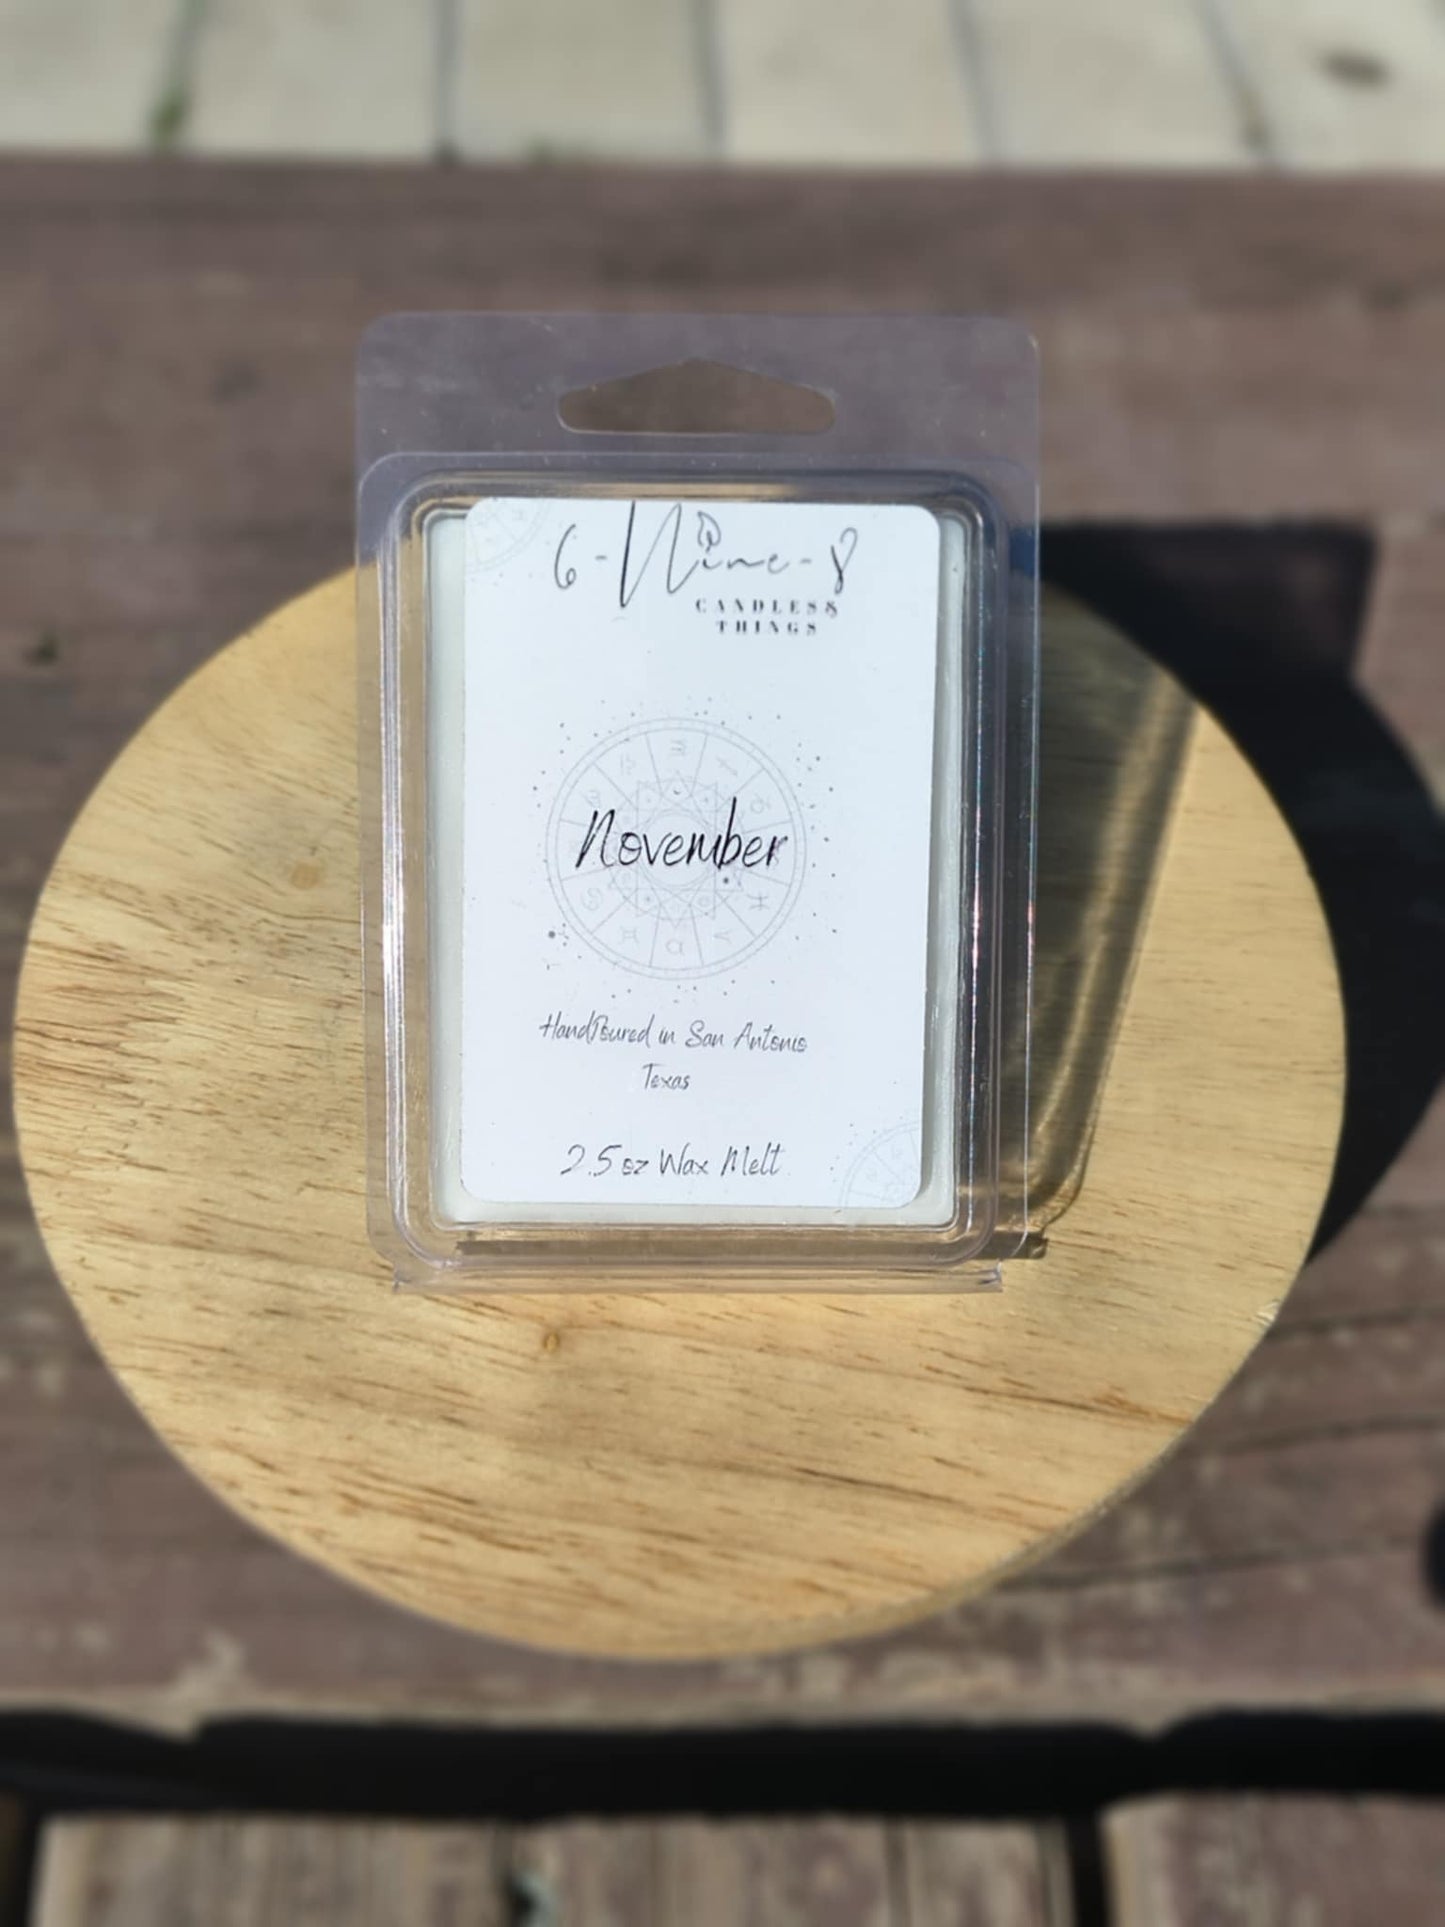 6-Nine-8
CANDLES&
THINGS
November
HandPoured in San Antonio
Texas
2.5 oz Wax Melt